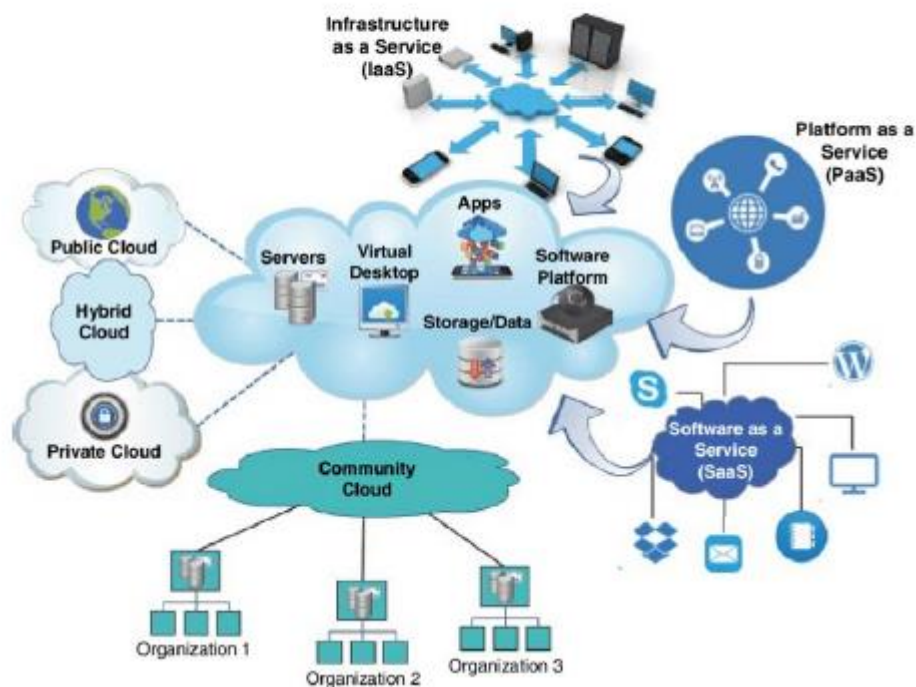 Infrastructure
as a Service
(IaaS)
Platform as a
Service
(PaaS)
Public Cloud
Hybrid
Cloud
Private Cloud
Servers
Virtual
Desktop
Apps
Software
Platform
Storage/Data
Software as a
Service
(SaaS)
Community
Cloud
Organization 1
Organization 2
Organization 3